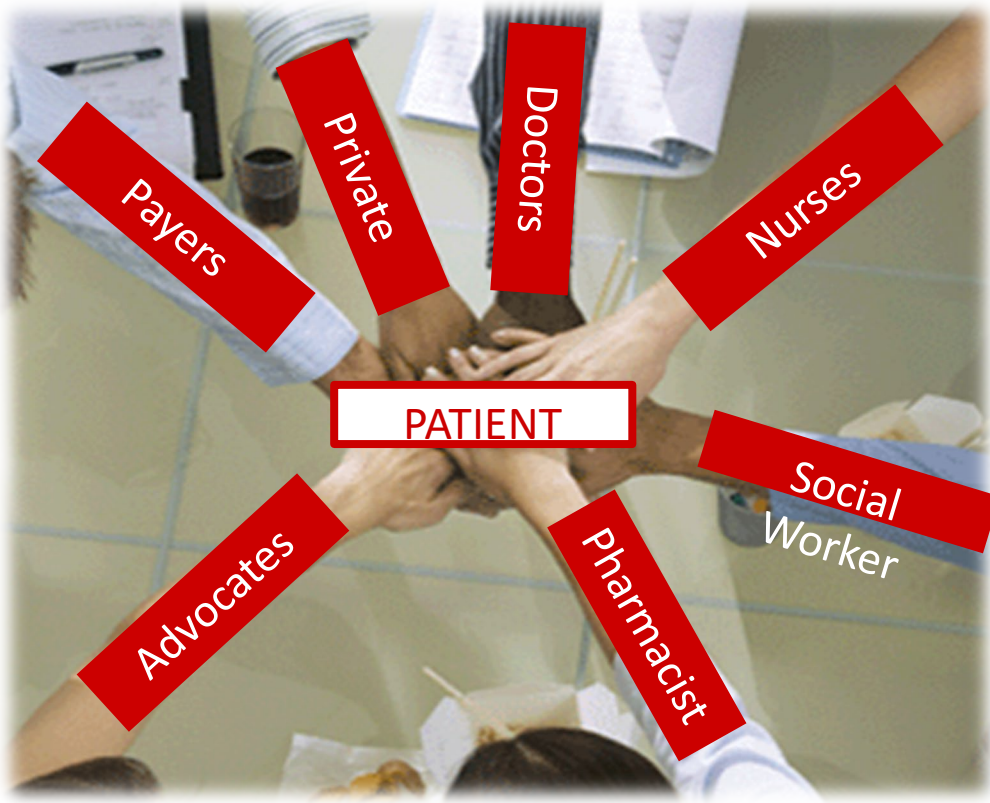 Payers
Private
Doctors
Nurses
PATIENT
Social
Worker
Advocates
Pharmacist